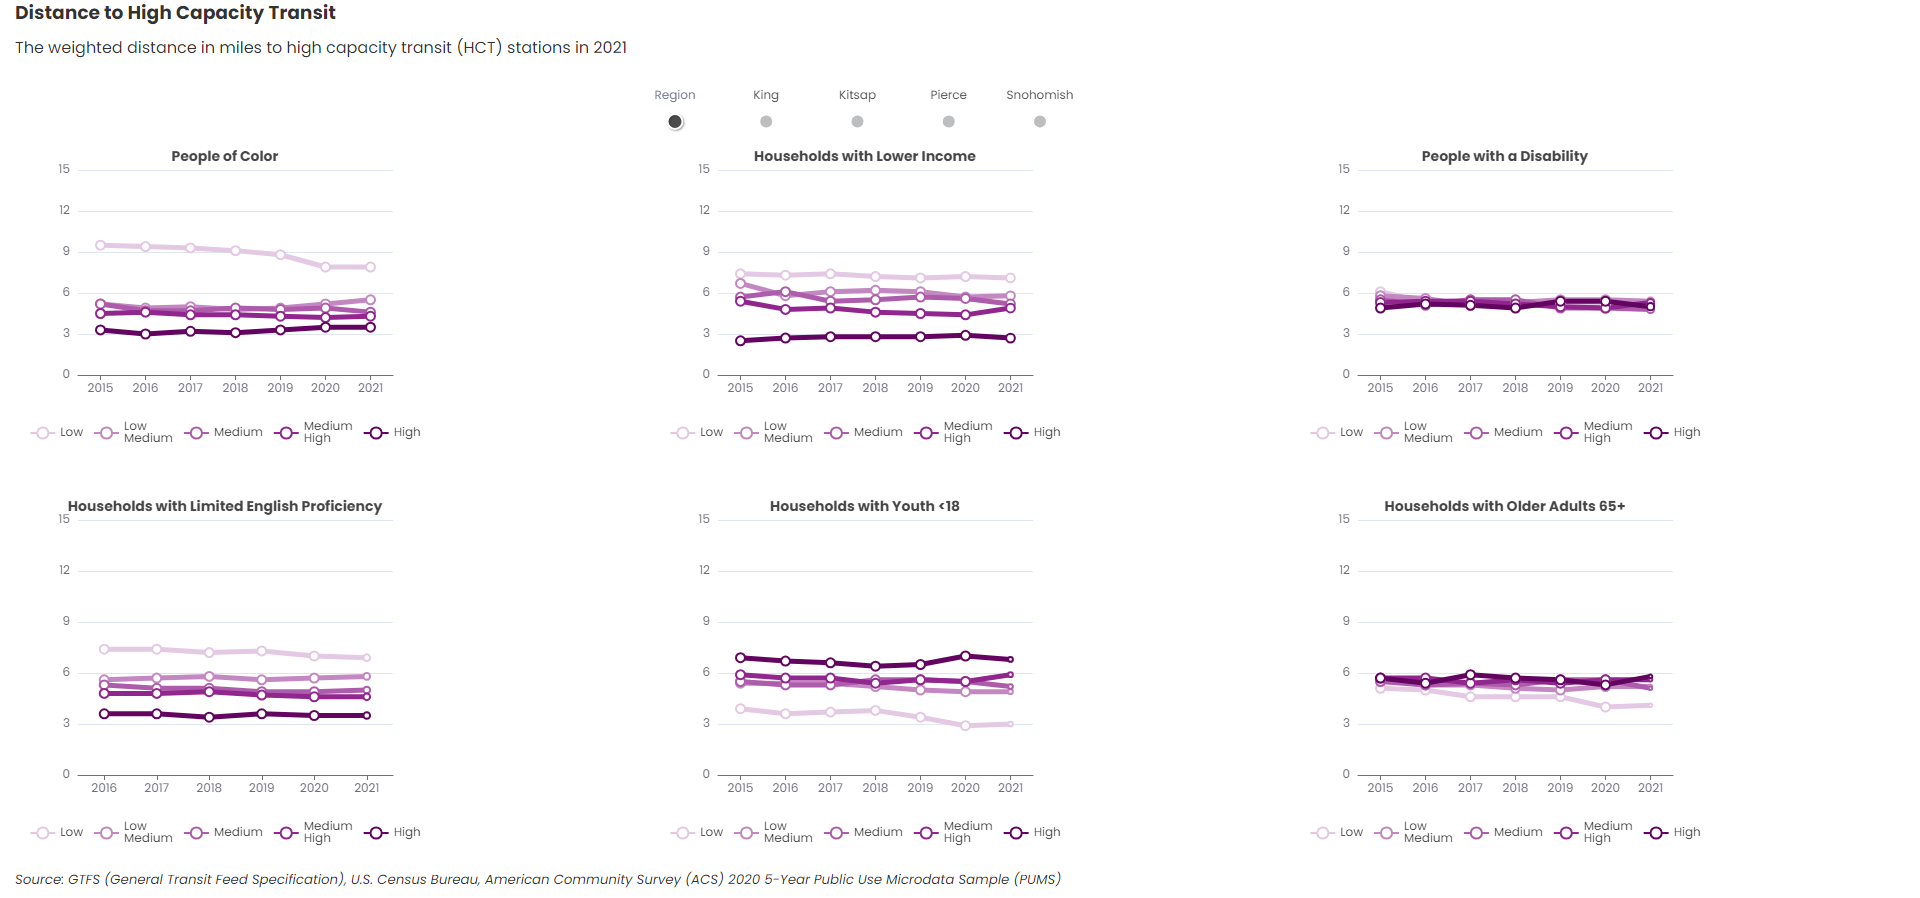 Distance to High Capacity Transit
The weighted distance in miles to high capacity transit (HCT) stations in 2021
Region King Kitsap Pierce Snohomish
People of Color
15
12
9
6
3
0
2015 2016 2017 2018 2019 2020 2021
Low
Low Medium
Medium
Medium High
High
Households with Lower Income
15
12
9
6
3
0
2015 2016 2017 2018 2019 2020 2021
Low
Low Medium
Medium
Medium High
High
People with a Disability
15
12
9
6
3
0
2015 2016 2017 2018 2019 2020 2021
Low
Low Medium
Medium
Medium High
High
Households with Limited English Proficiency
15
12
9
6
3
0
2016 2017 2018 2019 2020 2021
Low
Low Medium
Medium
Medium High
High
Households with Youth <18
15
12
9
6
3
0
2015 2016 2017 2018 2019 2020 2021
Low
Low Medium
Medium
Medium High
High
Households with Older Adults 65+
15
12
9
6
3
0
2015 2016 2017 2018 2019 2020 2021
Low
Low Medium
Medium
Medium High
High
Source: GTFS (General Transit Feed Specification), U.S. Census Bureau, American Community Survey (ACS) 2020 5-Year Public Use Microdata Sample (PUMS)